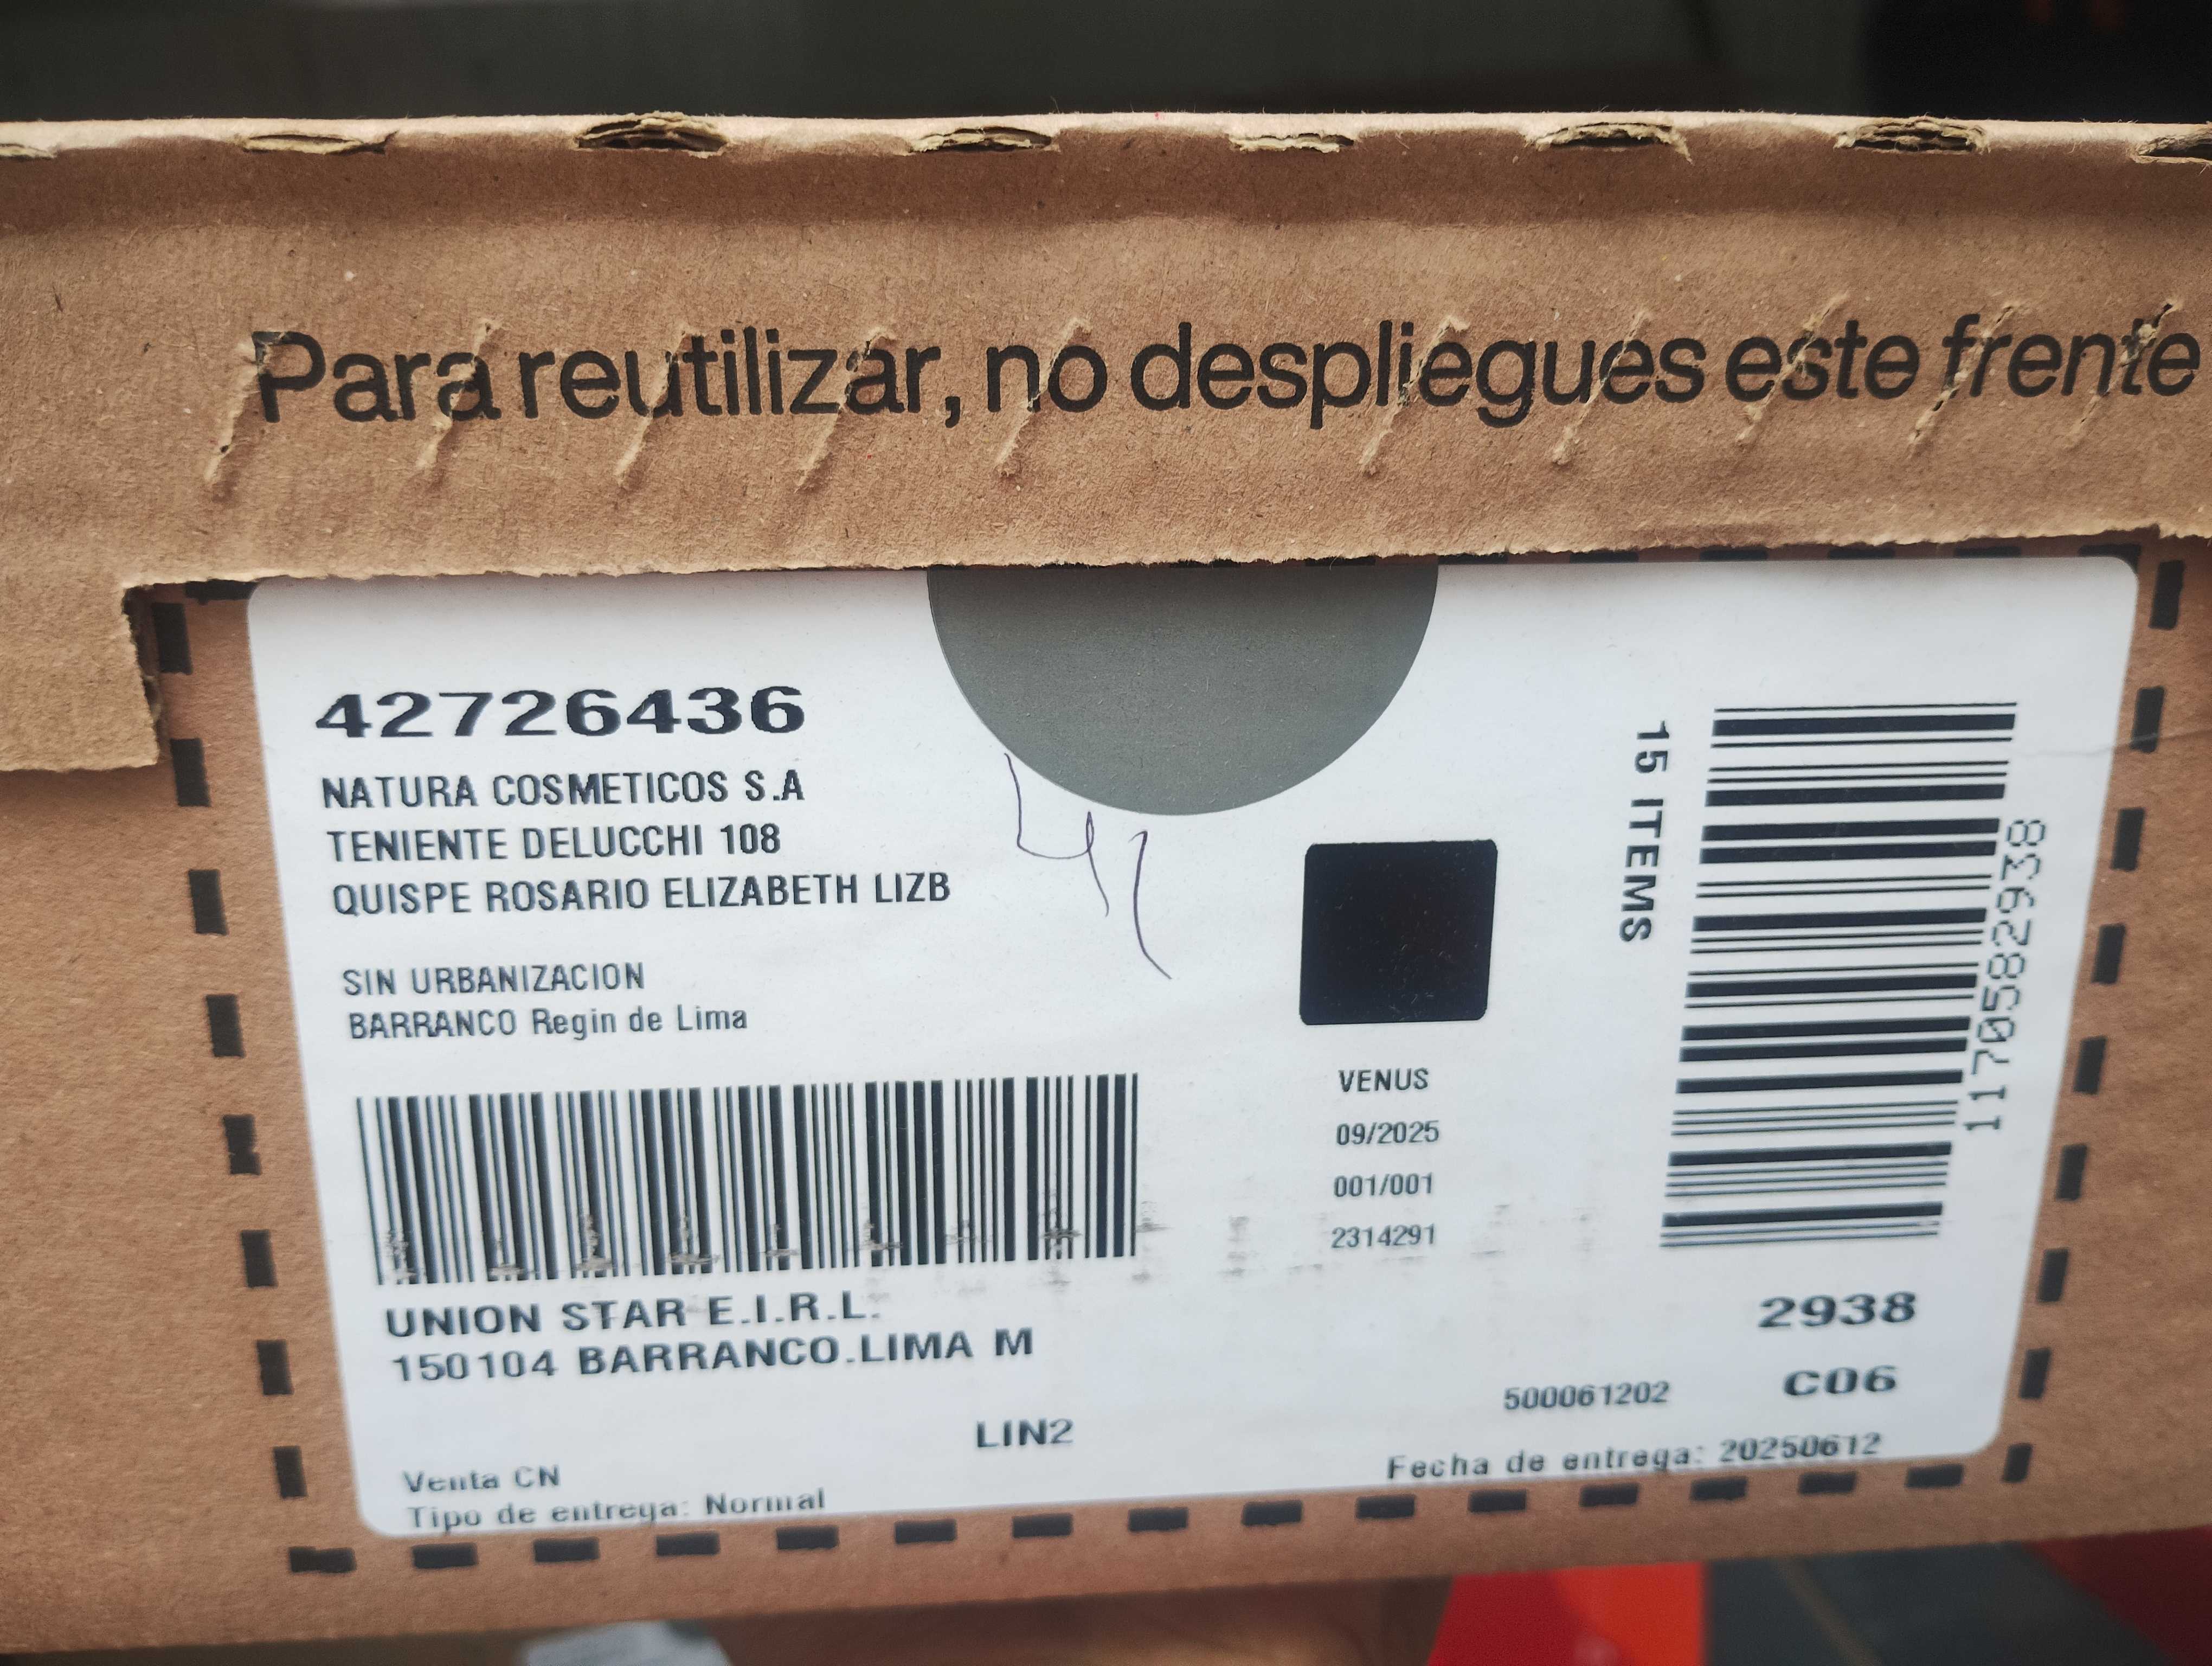 Para reutilizar, no despliegues este frente
42726436
NATURA COSMETICOS S.A
TENIENTE DELUCCHI 108
QUISPE ROSARIO ELIZABETH LIZB
SIN URBANIZACION
BARRANCO Regin de Lima
UNION STAR E.I.R.L.
150104 BARRANCO.LIMA M
LIN2
Venta CN
Tipo de entrega: Normal
VENUS
09/2025
001/001
2314291
15 ITEMS
1170582938
2938
C06
500061202
Fecha de entrega: 20250612